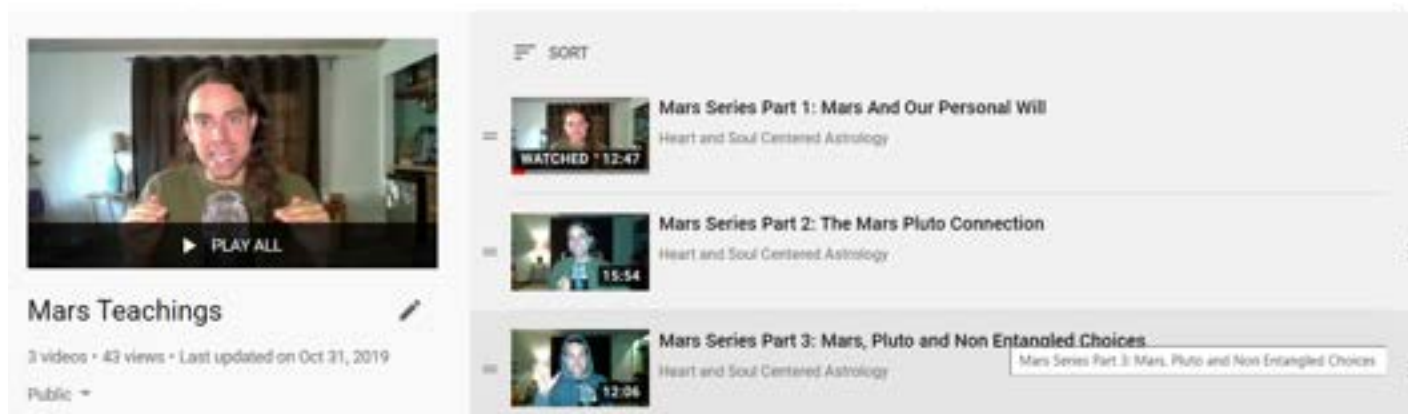 PLAY ALL
Mars Teachings
3 videos • 43 views • Last updated on Oct 31, 2019
Public
SORT
Mars Series Part 1: Mars And Our Personal Will
Heart and Soul Centered Astrology
WATCHED 12:47
Mars Series Part 2: The Mars Pluto Connection
Heart and Soul Centered Astrology
15:54
Mars Series Part 3: Mars, Pluto and Non Entangled Choices
Mars Series Part 3: Mars, Pluto and Non Entangled Choices
Heart and Soul Centered Astrology
12:06